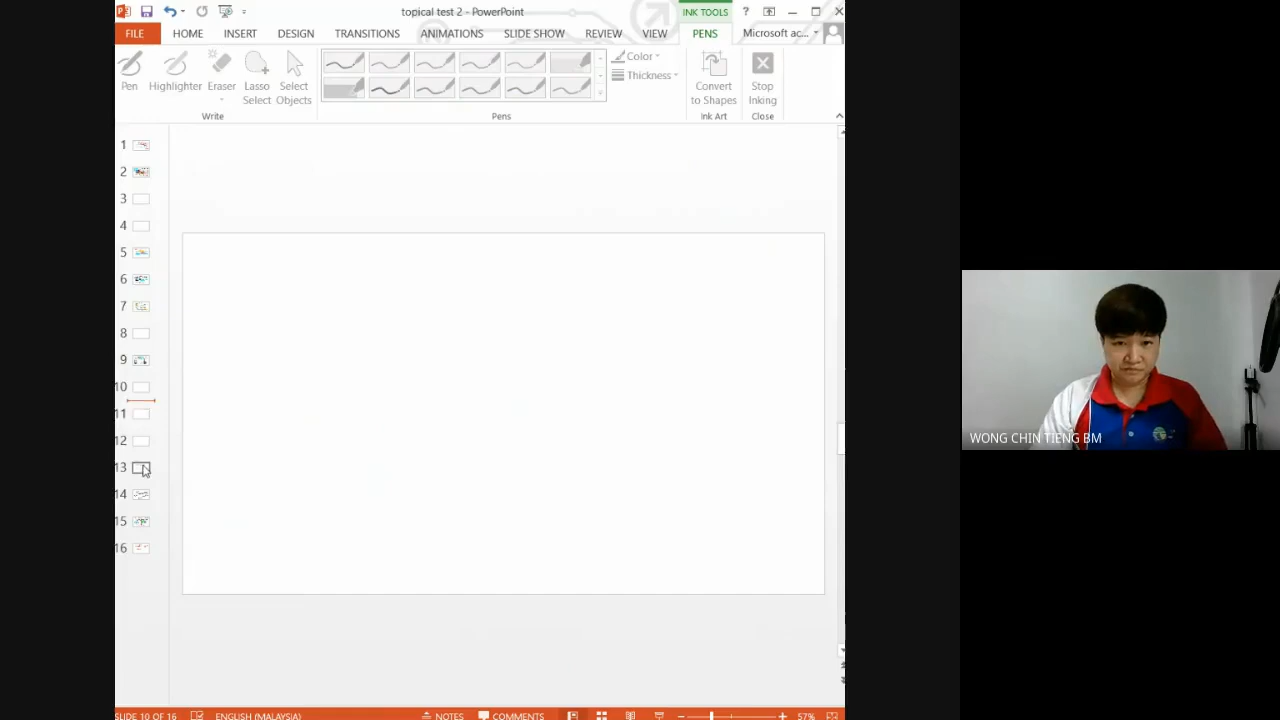 topical test 2 - PowerPoint
INK TOOLS
?
FILE
HOME
INSERT
DESIGN
TRANSITIONS
ANIMATIONS
SLIDE SHOW
REVIEW
VIEW
PENS
Microsoft ac...
Pen
Highlighter
Eraser
Lasso
Select
Select
Objects
Color
Thickness
Convert
to Shapes
Stop
Inking
Write
Pens
Ink Art
Close
1
2
3
4
5
6
7
8
9
10
11
12
13
14
15
16
WONG CHIN TIENG BM
SLIDE 10 OF 16
ENGLISH (MALAYSIA)
NOTES
COMMENTS
57%